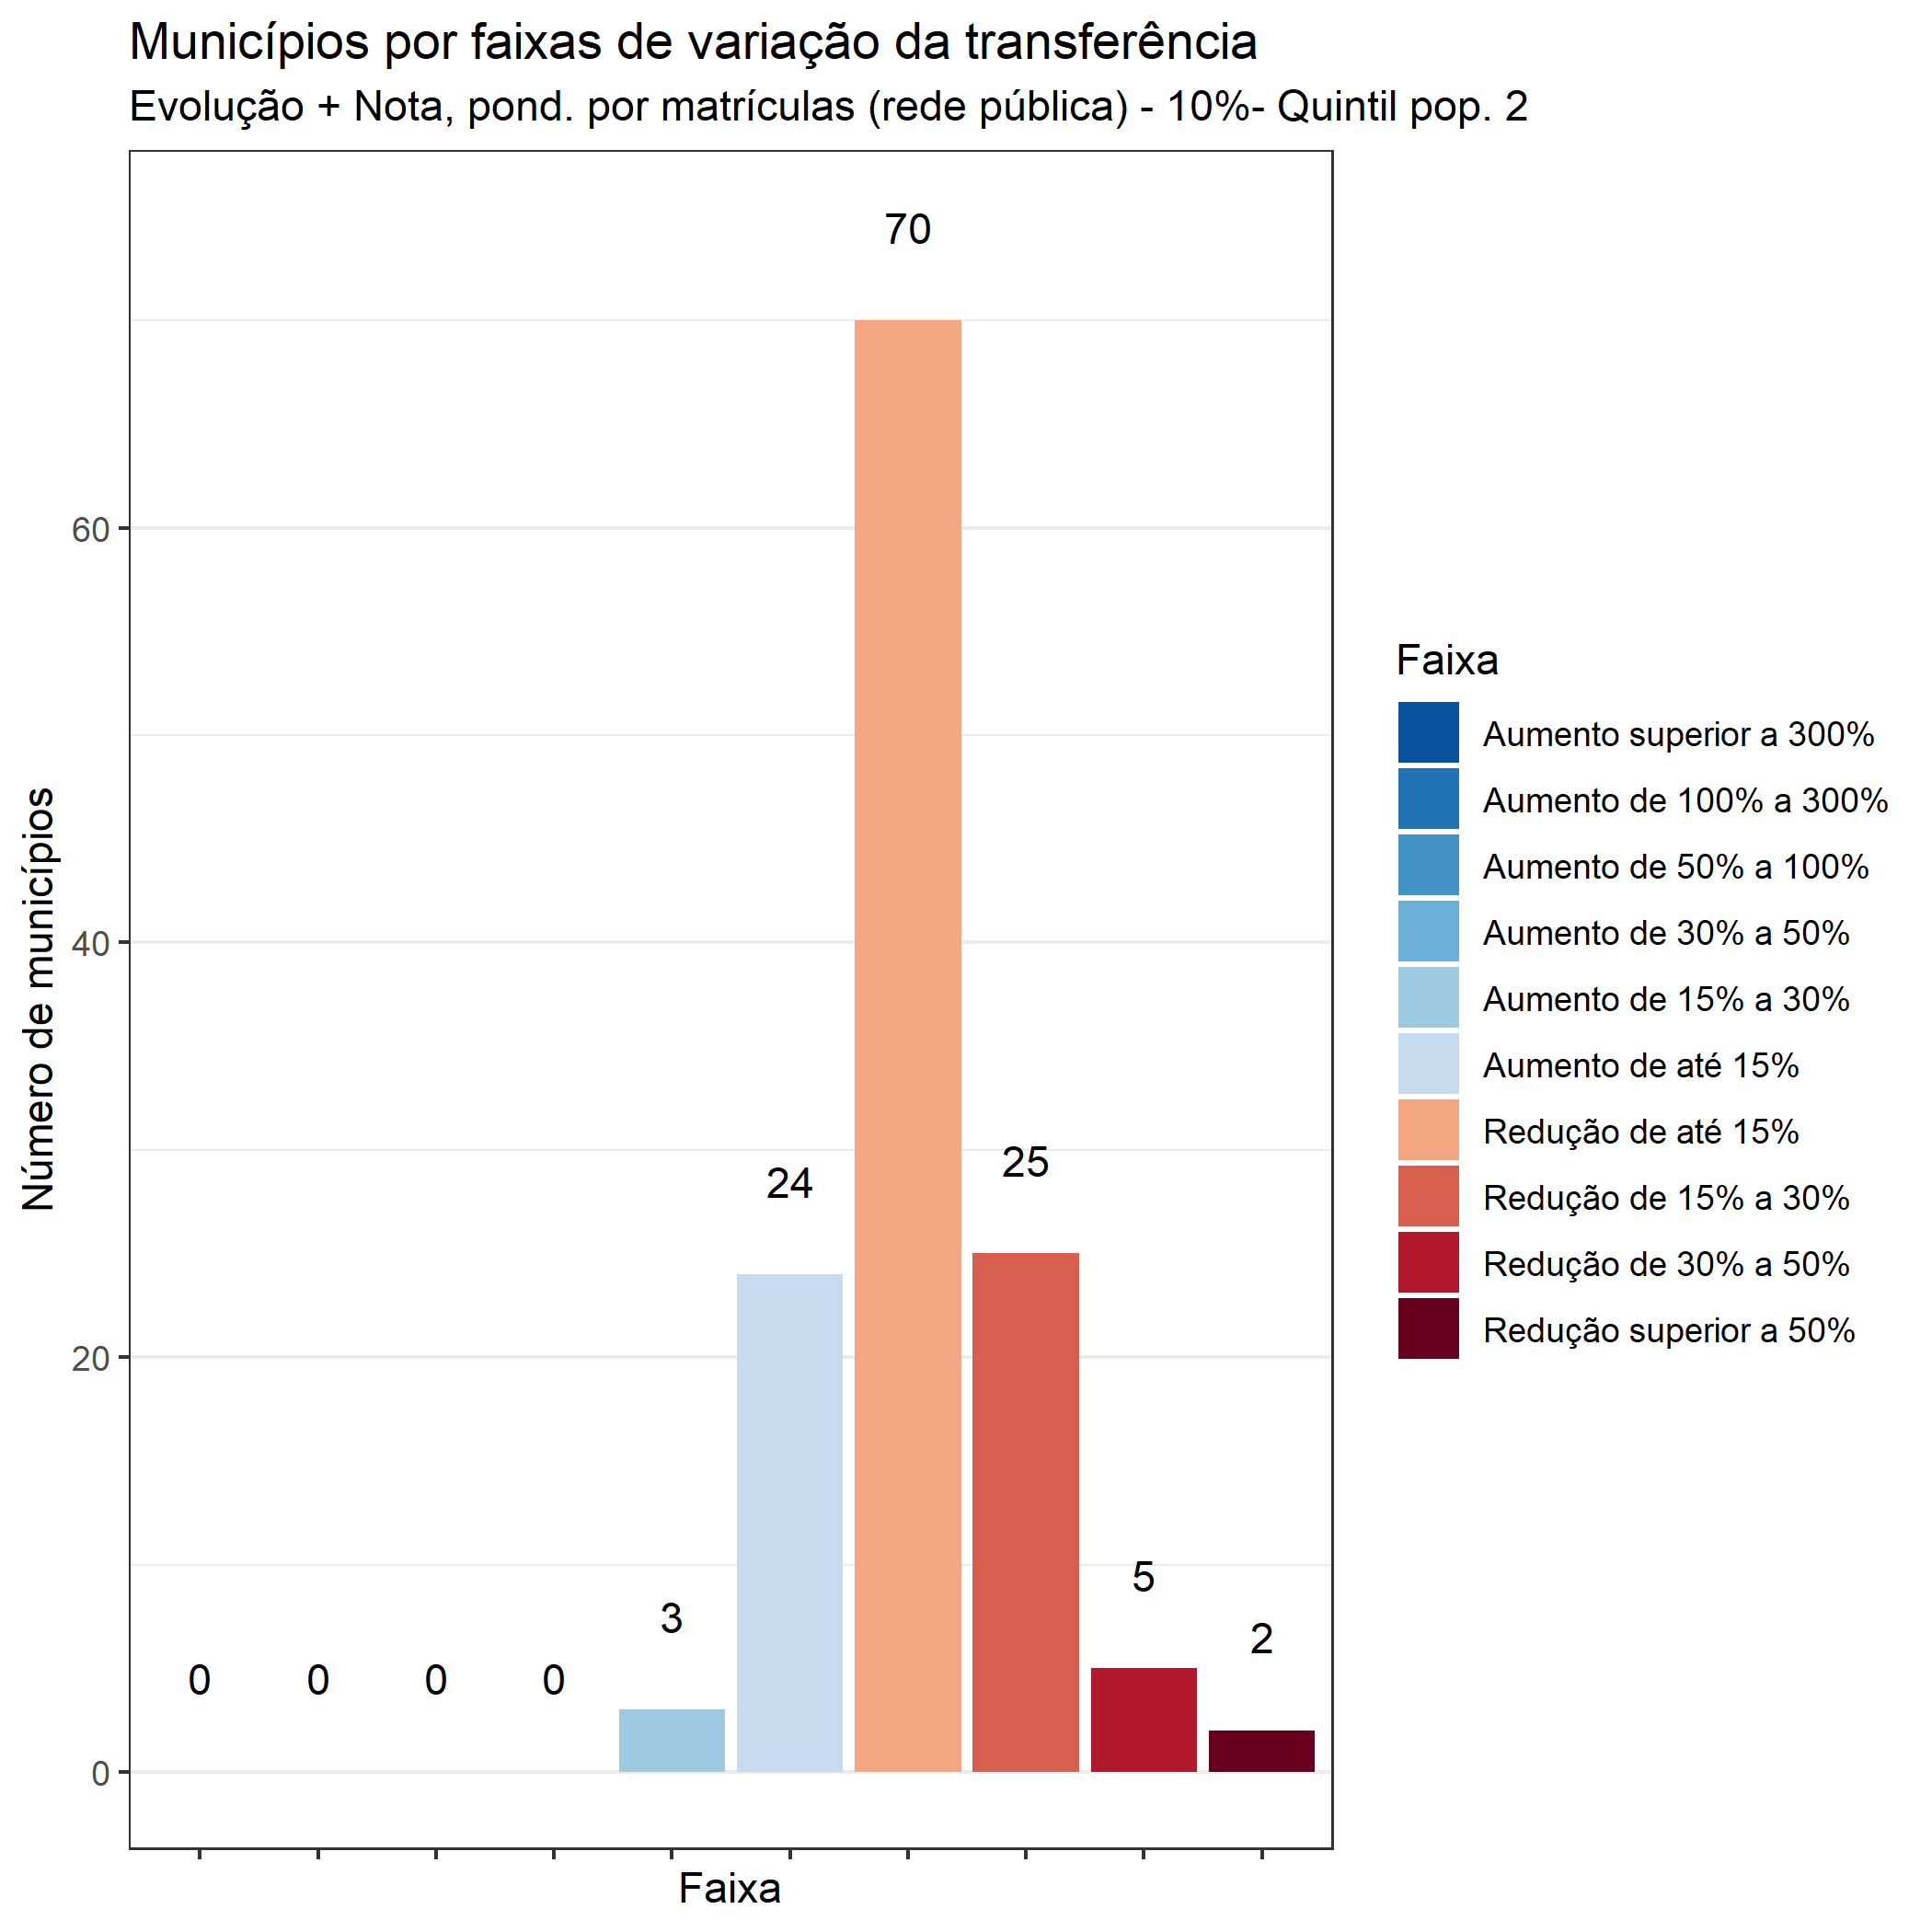 Municípios por faixas de variação da transferência
Evolução + Nota, pond. por matrículas (rede pública) - 10%- Quintil pop. 2
Número de municípios
60
40
20
0
0
0
0
0
3
24
70
25
5
2
Faixa
Faixa
Aumento superior a 300%
Aumento de 100% a 300%
Aumento de 50% a 100%
Aumento de 30% a 50%
Aumento de 15% a 30%
Aumento de até 15%
Redução de até 15%
Redução de 15% a 30%
Redução de 30% a 50%
Redução superior a 50%